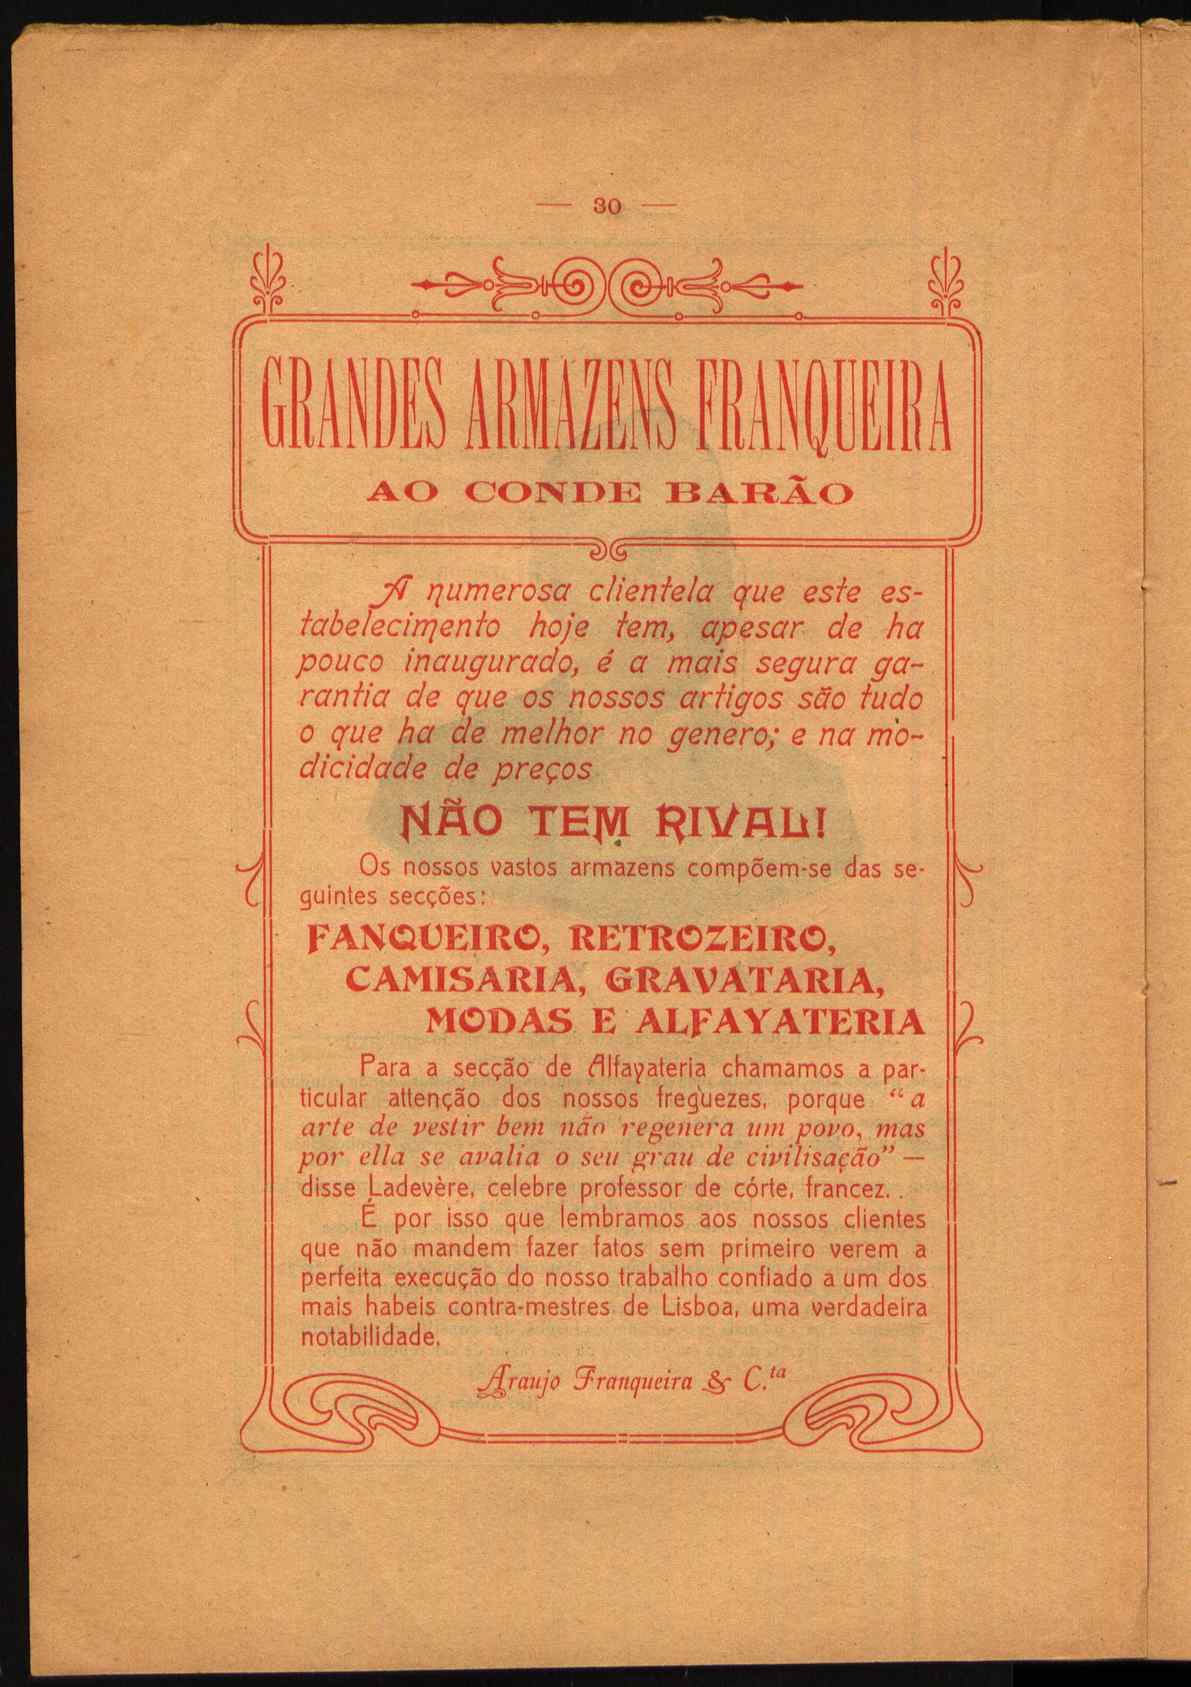 — 30 —
GRANDES ARMAZENS FRANQUEIRA
AO CONDE BARÃO
A numerosa clientela que este es-
tabelecimento hoje tem, apesar de ha
pouco inaugurado, é a mais segura ga-
rantia de que os nossos artigos são tudo
o que ha de melhor no genero; e na mo-
dicidade de preços
NÃO TEM RIVAL!
Os nossos vastos armazens compõem-se das se-
guintes secções:
FANQUEIRO, RETROZEIRO,
CAMISARIA, GRAVATARIA,
MODAS E ALFAYATERIA
Para a secção de Alfayateria chamamos a par-
ticular attenção dos nossos freguezes, porque “a
arte de vestir bem não regenera um povo, mas
por ella se avalia o seu grau de civilisação” —
disse Ladevère, celebre professor de córte, francez.
É por isso que lembramos aos nossos clientes
que não mandem fazer fatos sem primeiro verem a
perfeita execução do nosso trabalho confiado a um dos
mais habeis contra-mestres de Lisboa, uma verdadeira
notabilidade.
Araujo Franqueira & C.ta